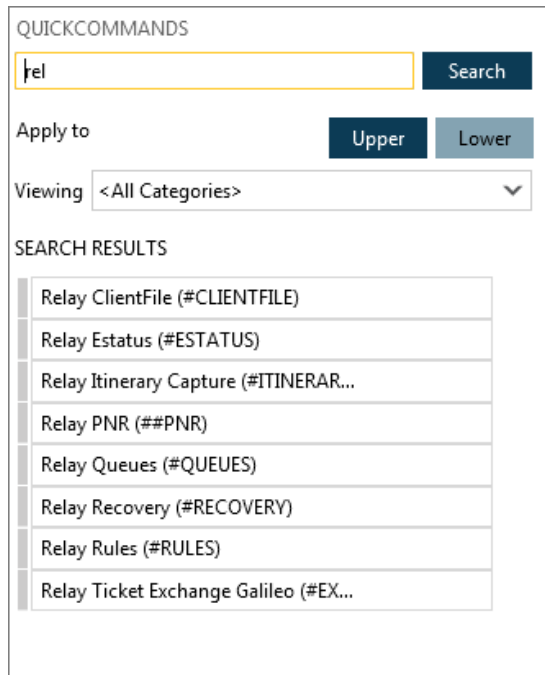 QUICKCOMMANDS
rel Search
Apply to Upper Lower
Viewing <All Categories>
SEARCH RESULTS
Relay ClientFile (#CLIENTFILE)
Relay Estatus (#ESTATUS)
Relay Itinerary Capture (#ITINERAR...
Relay PNR (##PNR)
Relay Queues (#QUEUES)
Relay Recovery (#RECOVERY)
Relay Rules (#RULES)
Relay Ticket Exchange Galileo (#EX...